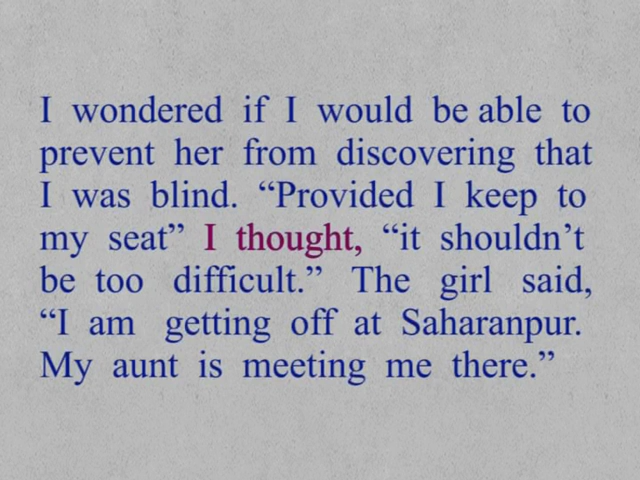 I wondered if I would be able to
prevent her from discovering that
I was blind. “Provided I keep to
my seat” I thought, “it shouldn’t
be too difficult.” The girl said,
“I am getting off at Saharanpur.
My aunt is meeting me there.”